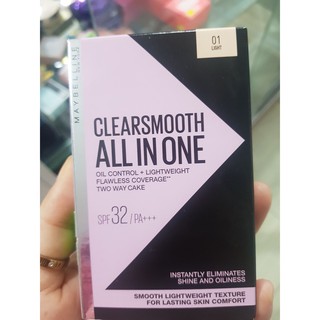 01
LIGHT
MAYBELLINE
CLEARSMOOTH
ALL IN ONE
OIL CONTROL + LIGHTWEIGHT
FLAWLESS COVERAGE**
TWO WAY CAKE
SPF 32 / PA+++
INSTANTLY ELIMINATES
SHINE AND OILINESS
SMOOTH LIGHTWEIGHT TEXTURE
FOR LASTING SKIN COMFORT